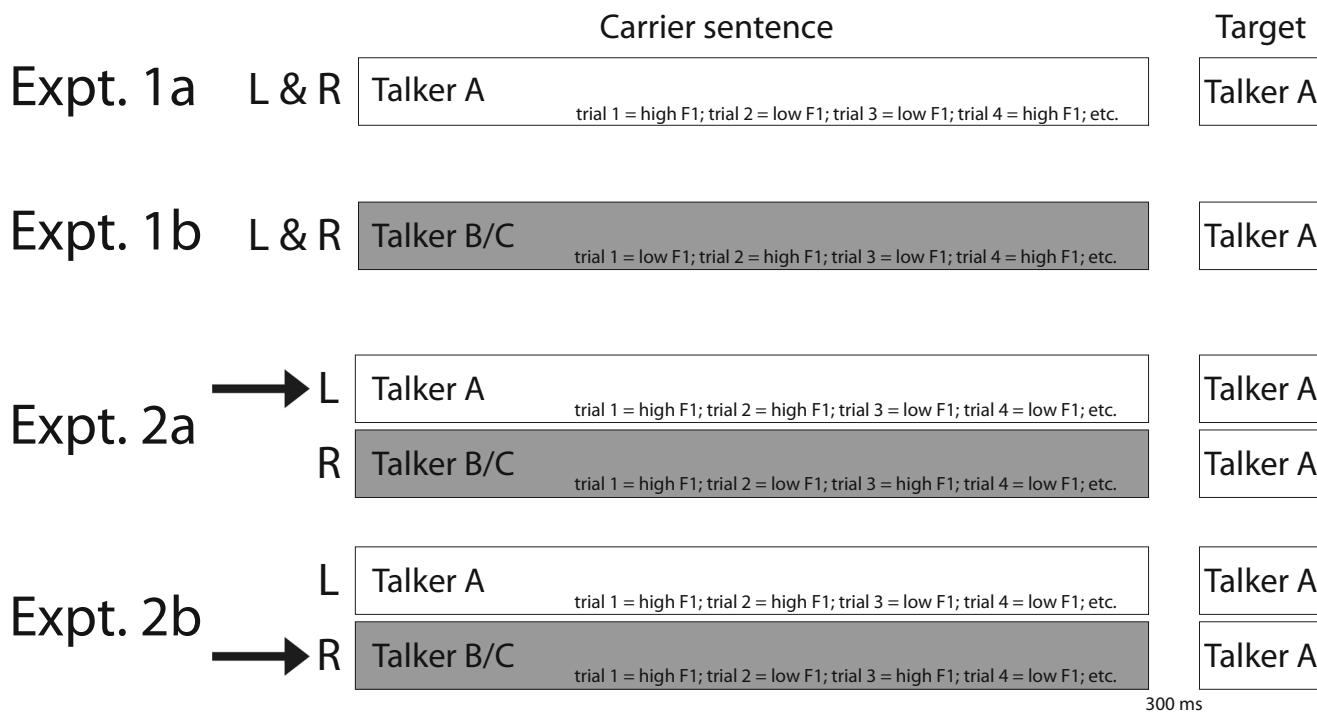 Carrier sentence Target
Expt. 1a L & R Talker A Talker A
trial 1 = high F1; trial 2 = low F1; trial 3 = low F1; trial 4 = high F1; etc.
Expt. 1b L & R Talker B/C Talker A
trial 1 = low F1; trial 2 = high F1; trial 3 = low F1; trial 4 = high F1; etc.
Expt. 2a
L Talker A Talker A
trial 1 = high F1; trial 2 = high F1; trial 3 = low F1; trial 4 = low F1; etc.
R Talker B/C Talker A
trial 1 = high F1; trial 2 = low F1; trial 3 = high F1; trial 4 = low F1; etc.
Expt. 2b
L Talker A Talker A
trial 1 = high F1; trial 2 = high F1; trial 3 = low F1; trial 4 = low F1; etc.
R Talker B/C Talker A
trial 1 = high F1; trial 2 = low F1; trial 3 = high F1; trial 4 = low F1; etc.
300 ms